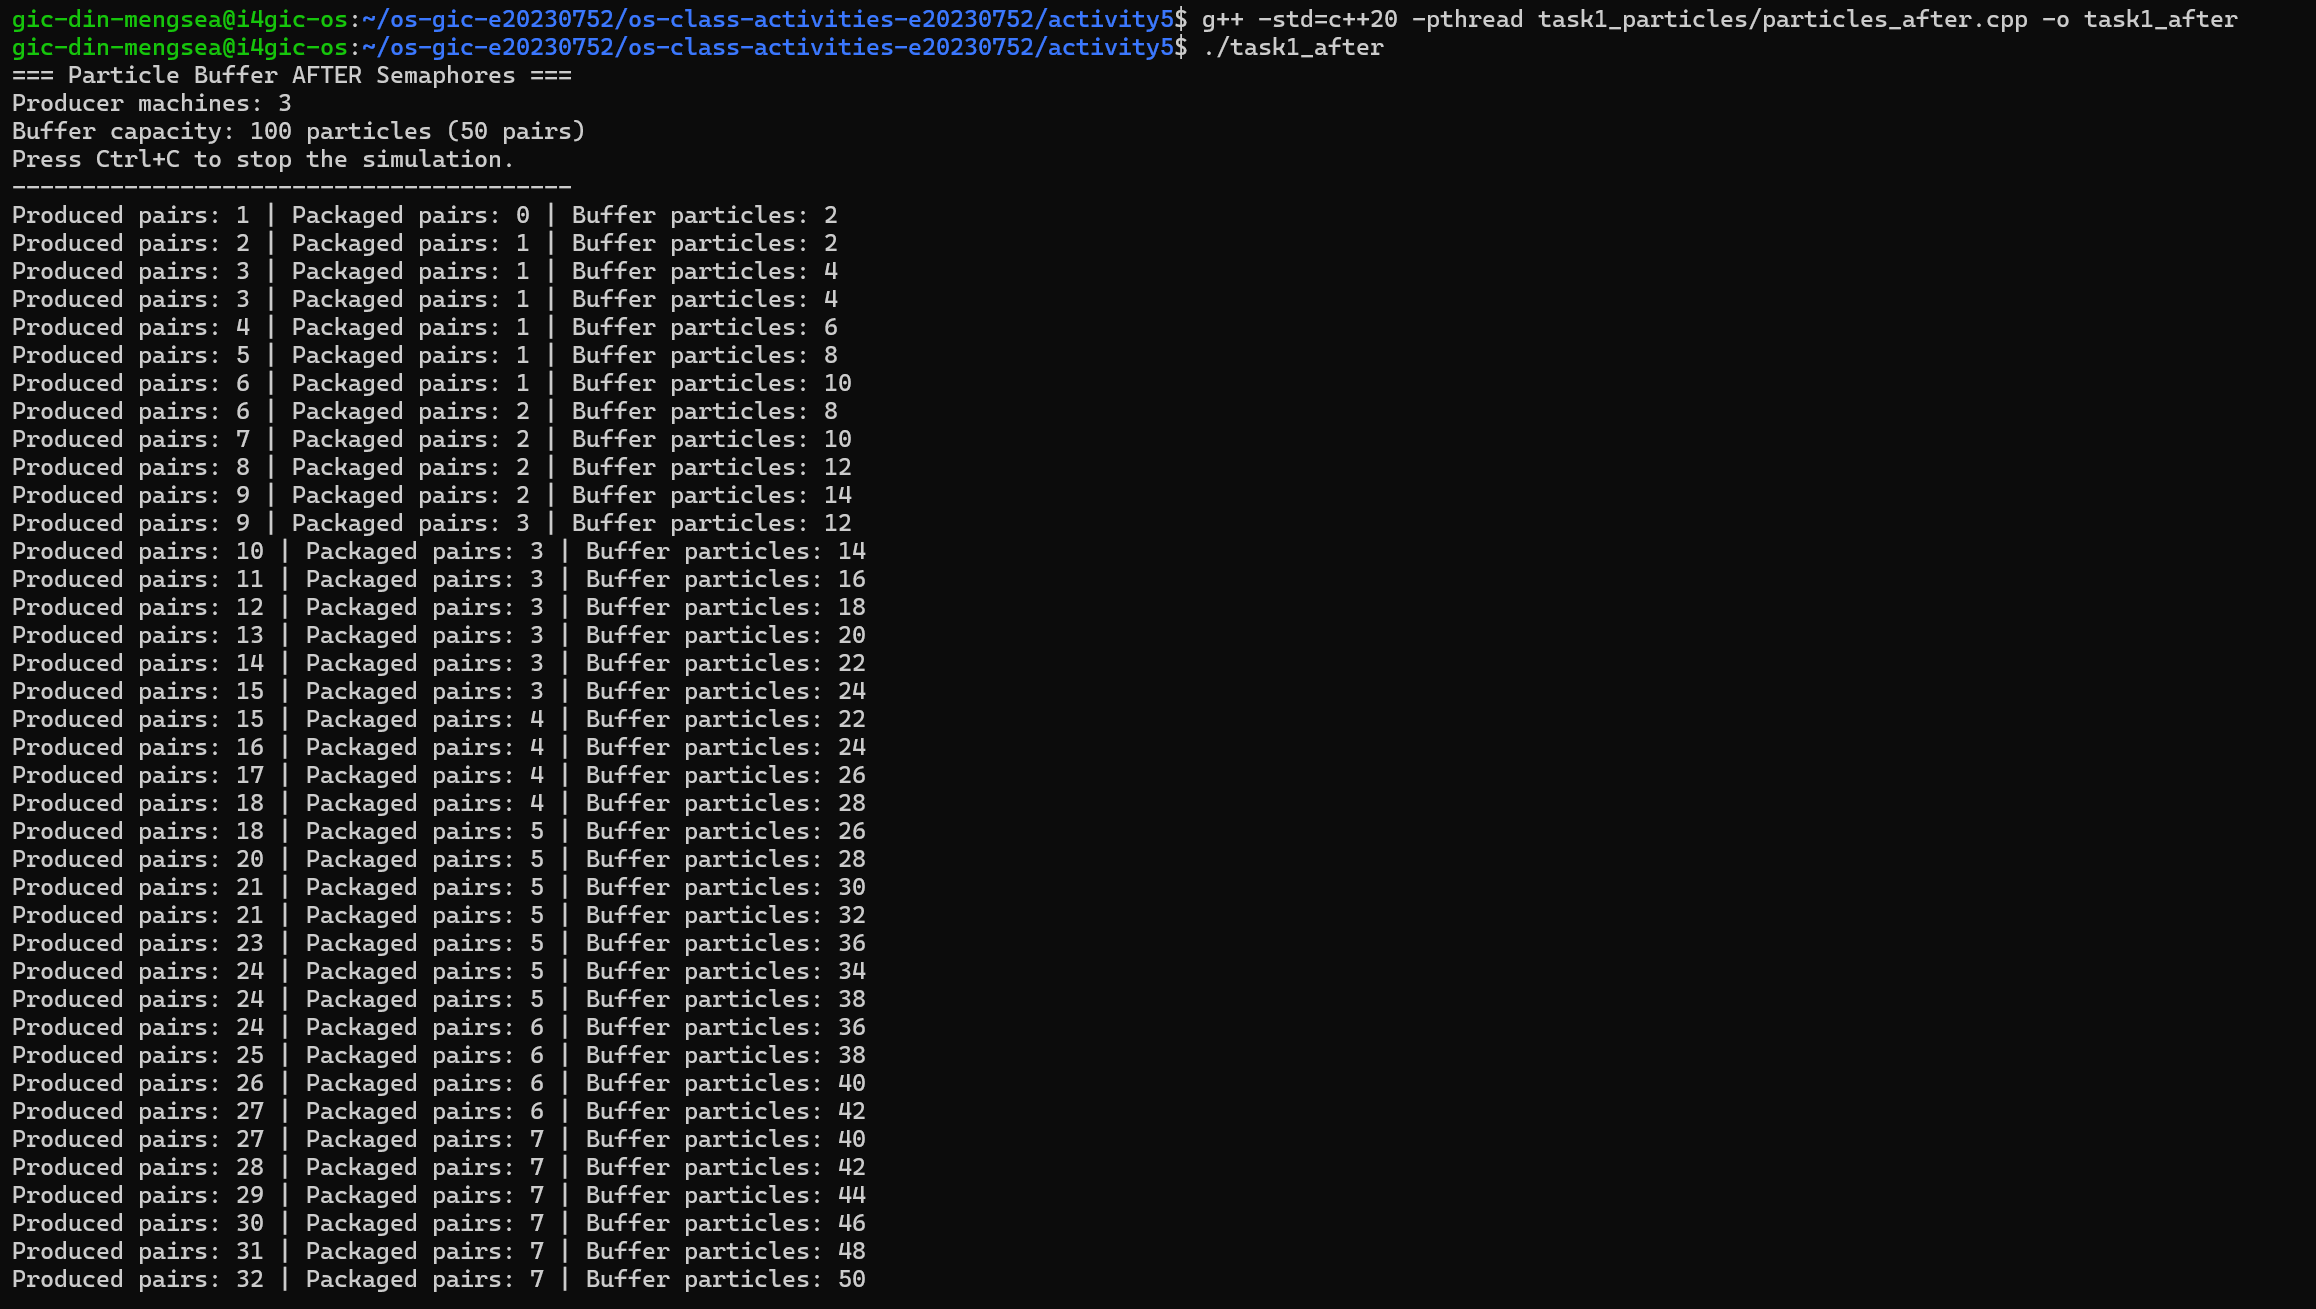 gic-din-mengsea@i4gic-os:~/os-gic-e20230752/os-class-activities-e20230752/activity5$ g++ -std=c++20 -pthread task1_particles/particles_after.cpp -o task1_after
gic-din-mengsea@i4gic-os:~/os-gic-e20230752/os-class-activities-e20230752/activity5$ ./task1_after
=== Particle Buffer AFTER Semaphores ===
Producer machines: 3
Buffer capacity: 100 particles (50 pairs)
Press Ctrl+C to stop the simulation.
----------------------------------------
Produced pairs: 1 | Packaged pairs: 0 | Buffer particles: 2
Produced pairs: 2 | Packaged pairs: 1 | Buffer particles: 2
Produced pairs: 3 | Packaged pairs: 1 | Buffer particles: 4
Produced pairs: 3 | Packaged pairs: 1 | Buffer particles: 4
Produced pairs: 4 | Packaged pairs: 1 | Buffer particles: 6
Produced pairs: 5 | Packaged pairs: 1 | Buffer particles: 8
Produced pairs: 6 | Packaged pairs: 1 | Buffer particles: 10
Produced pairs: 6 | Packaged pairs: 2 | Buffer particles: 8
Produced pairs: 7 | Packaged pairs: 2 | Buffer particles: 10
Produced pairs: 8 | Packaged pairs: 2 | Buffer particles: 12
Produced pairs: 9 | Packaged pairs: 2 | Buffer particles: 14
Produced pairs: 9 | Packaged pairs: 3 | Buffer particles: 12
Produced pairs: 10 | Packaged pairs: 3 | Buffer particles: 14
Produced pairs: 11 | Packaged pairs: 3 | Buffer particles: 16
Produced pairs: 12 | Packaged pairs: 3 | Buffer particles: 18
Produced pairs: 13 | Packaged pairs: 3 | Buffer particles: 20
Produced pairs: 14 | Packaged pairs: 3 | Buffer particles: 22
Produced pairs: 15 | Packaged pairs: 3 | Buffer particles: 24
Produced pairs: 15 | Packaged pairs: 4 | Buffer particles: 22
Produced pairs: 16 | Packaged pairs: 4 | Buffer particles: 24
Produced pairs: 17 | Packaged pairs: 4 | Buffer particles: 26
Produced pairs: 18 | Packaged pairs: 4 | Buffer particles: 28
Produced pairs: 18 | Packaged pairs: 5 | Buffer particles: 26
Produced pairs: 20 | Packaged pairs: 5 | Buffer particles: 28
Produced pairs: 21 | Packaged pairs: 5 | Buffer particles: 30
Produced pairs: 21 | Packaged pairs: 5 | Buffer particles: 32
Produced pairs: 23 | Packaged pairs: 5 | Buffer particles: 36
Produced pairs: 24 | Packaged pairs: 5 | Buffer particles: 34
Produced pairs: 24 | Packaged pairs: 5 | Buffer particles: 38
Produced pairs: 24 | Packaged pairs: 6 | Buffer particles: 36
Produced pairs: 25 | Packaged pairs: 6 | Buffer particles: 38
Produced pairs: 26 | Packaged pairs: 6 | Buffer particles: 40
Produced pairs: 27 | Packaged pairs: 6 | Buffer particles: 42
Produced pairs: 27 | Packaged pairs: 7 | Buffer particles: 40
Produced pairs: 28 | Packaged pairs: 7 | Buffer particles: 42
Produced pairs: 29 | Packaged pairs: 7 | Buffer particles: 44
Produced pairs: 30 | Packaged pairs: 7 | Buffer particles: 46
Produced pairs: 31 | Packaged pairs: 7 | Buffer particles: 48
Produced pairs: 32 | Packaged pairs: 7 | Buffer particles: 50